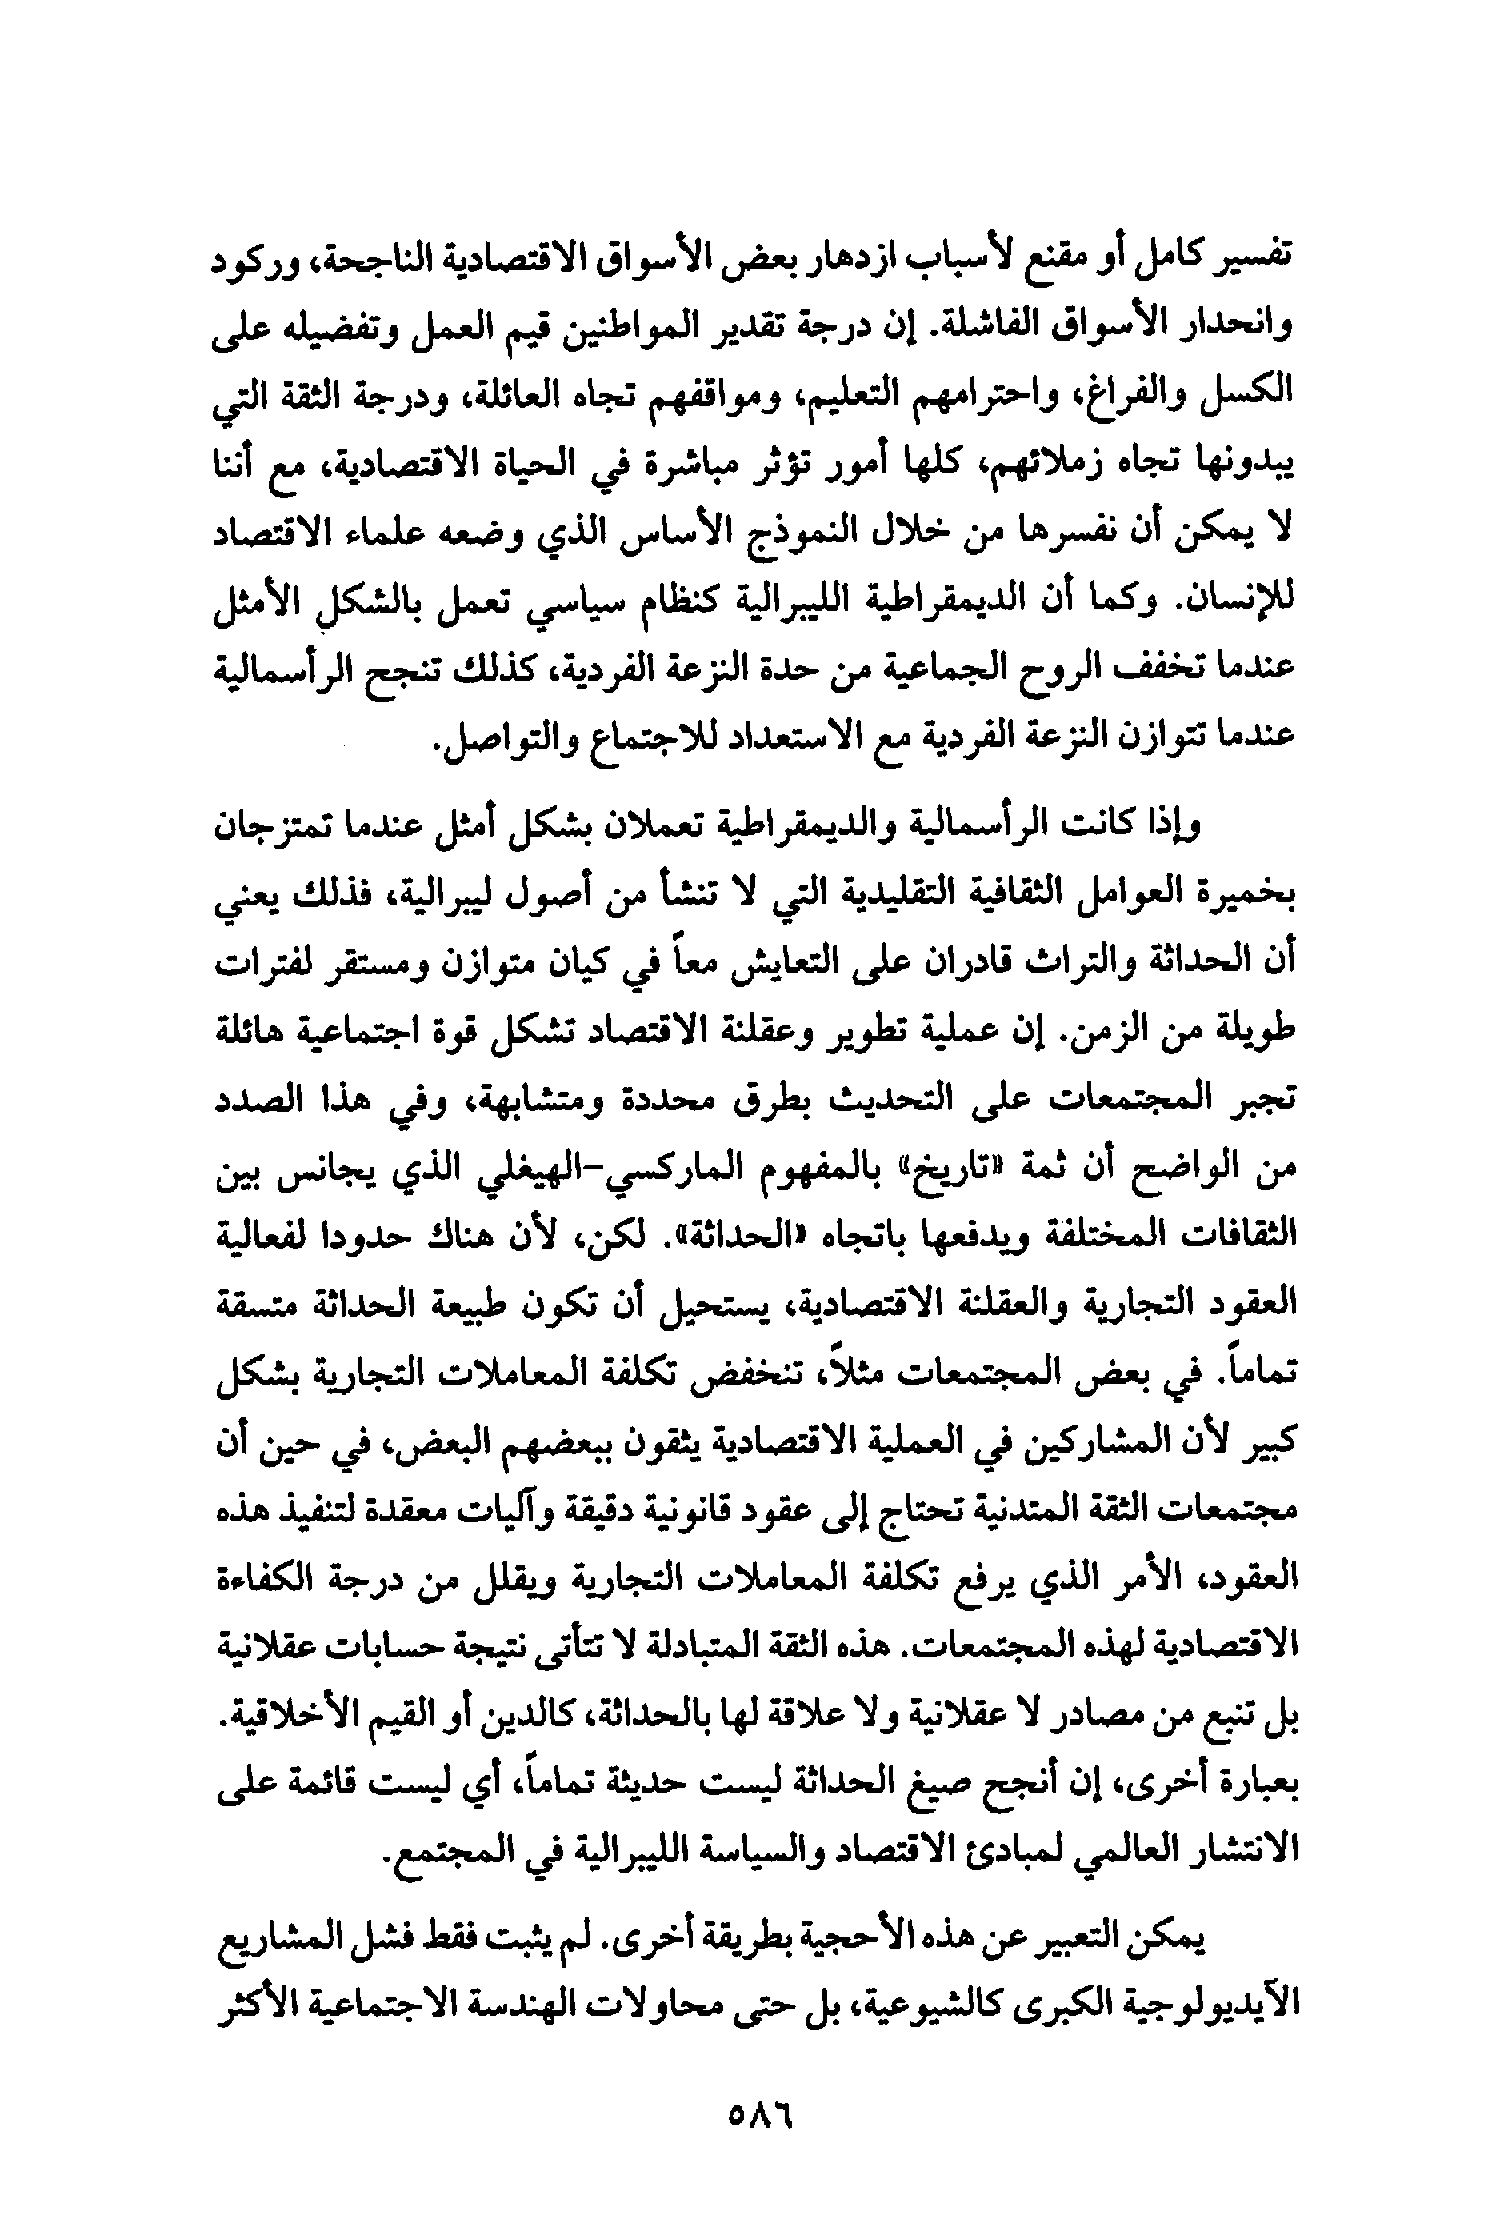 تفسير كامل أو مقنع لأسباب ازدهار بعض الأسواق الاقتصادية الناجحة، وركود
وانحدار الأسواق الفاشلة. إن درجة تقدير المواطنين قيم العمل وتفضيله على
الكسل والفراغ، واحترامهم التعليم، ومواقفهم تجاه العائلة، ودرجة الثقة التي
يبدونها تجاه زملائهم، كلها أمور تؤثر مباشرة في الحياة الاقتصادية، مع أننا
لا يمكن أن نفسرها من خلال النموذج الأساس الذي وضعه علماء الاقتصاد
للإنسان. وكما أن الديمقراطية الليبرالية كنظام سياسي تعمل بالشكل الأمثل
عندما تخفف الروح الجماعية من حدة النزعة الفردية، كذلك تنجح الرأسمالية
عندما تتوازن النزعة الفردية مع الاستعداد للاجتماع والتواصل.
وإذا كانت الرأسمالية والديمقراطية تعملان بشكل أمثل عندما تمتزجان
بخميرة العوامل الثقافية التقليدية التي لا تنشأ من أصول ليبرالية، فذلك يعني
أن الحداثة والتراث قادران على التعايش معاً في كيان متوازن ومستقر لفترات
طويلة من الزمن. إن عملية تطوير وعقلنة الاقتصاد تشكل قوة اجتماعية هائلة
تجبر المجتمعات على التحديث بطرق محددة ومتشابهة، وفي هذا الصدد
من الواضح أن ثمة «تاريخ» بالمفهوم الماركسي-الهيغلي الذي يجانس بين
الثقافات المختلفة ويدفعها باتجاه «الحداثة». لكن، لأن هناك حدودا لفعالية
العقود التجارية والعقلنة الاقتصادية، يستحيل أن تكون طبيعة الحداثة متسقة
تماماً. في بعض المجتمعات مثلاً، تنخفض تكلفة المعاملات التجارية بشكل
كبير لأن المشاركين في العملية الاقتصادية يثقون ببعضهم البعض، في حين أن
مجتمعات الثقة المتدنية تحتاج إلى عقود قانونية دقيقة وآليات معقدة لتنفيذ هذه
العقود، الأمر الذي يرفع تكلفة المعاملات التجارية ويقلل من درجة الكفاءة
الاقتصادية لهذه المجتمعات. هذه الثقة المتبادلة لا تتأتى نتيجة حسابات عقلانية
بل تنبع من مصادر لا عقلانية ولا علاقة لها بالحداثة، كالدين أو القيم الأخلاقية.
بعبارة أخرى، إن أنجح صيغ الحداثة ليست حديثة تماماً، أي ليست قائمة على
الانتشار العالمي لمبادئ الاقتصاد والسياسة الليبرالية في المجتمع.
يمكن التعبير عن هذه الأحجية بطريقة أخرى. لم يثبت فقط فشل المشاريع
الآيديولوجية الكبرى كالشيوعية، بل حتى محاولات الهندسة الاجتماعية الأكثر
٥٨٦